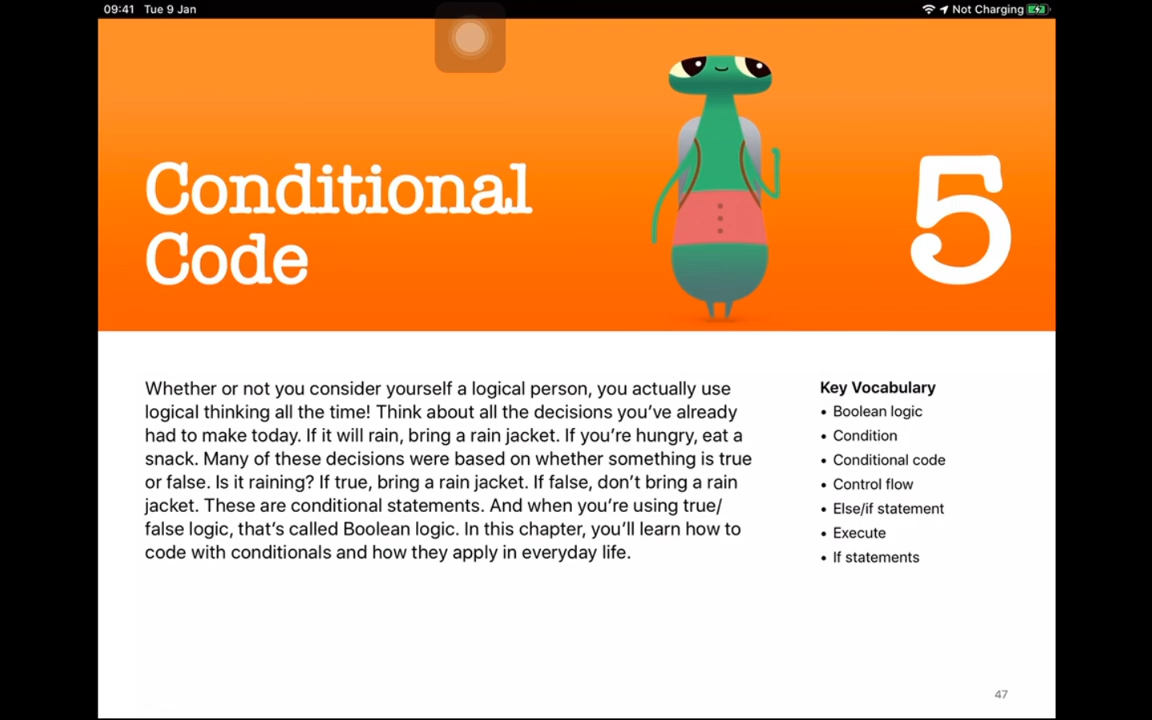 09:41 Tue 9 Jan
Not Charging
Conditional
Code
5
Whether or not you consider yourself a logical person, you actually use
logical thinking all the time! Think about all the decisions you’ve already
had to make today. If it will rain, bring a rain jacket. If you’re hungry, eat a
snack. Many of these decisions were based on whether something is true
or false. Is it raining? If true, bring a rain jacket. If false, don’t bring a rain
jacket. These are conditional statements. And when you’re using true/
false logic, that’s called Boolean logic. In this chapter, you’ll learn how to
code with conditionals and how they apply in everyday life.
Key Vocabulary
• Boolean logic
• Condition
• Conditional code
• Control flow
• Else/if statement
• Execute
• If statements
47